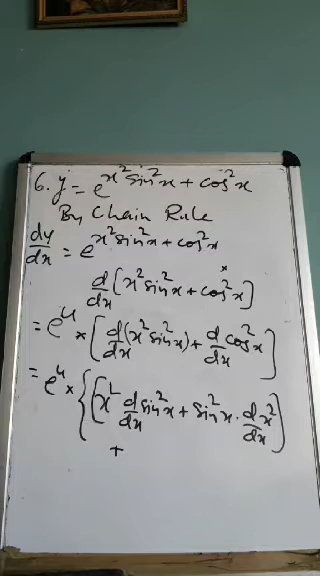 6. y = e^{x² sin²x + cos²x}
By Chain Rule
dy/dx = e^{x² sin²x + cos²x} ×
d/dx [x² sin²x + cos²x]
= e^u × [d/dx (x² sin²x) + d/dx cos²x]
= e^u × {[x² d/dx sin²x + sin²x · d/dx x²]
+